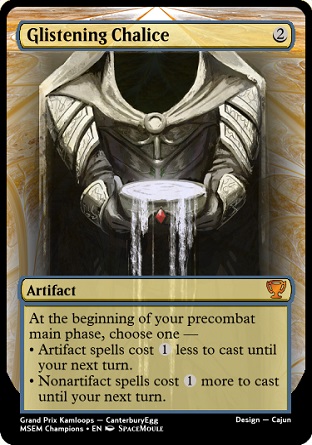 Glistening Chalice 2
Artifact
At the beginning of your precombat
main phase, choose one —
• Artifact spells cost 1 less to cast until
your next turn.
• Nonartifact spells cost 1 more to cast
until your next turn.
Grand Prix Kamloops — CanterburyEgg Design — Cajun
MSEM Champions • EN SpaceMoule